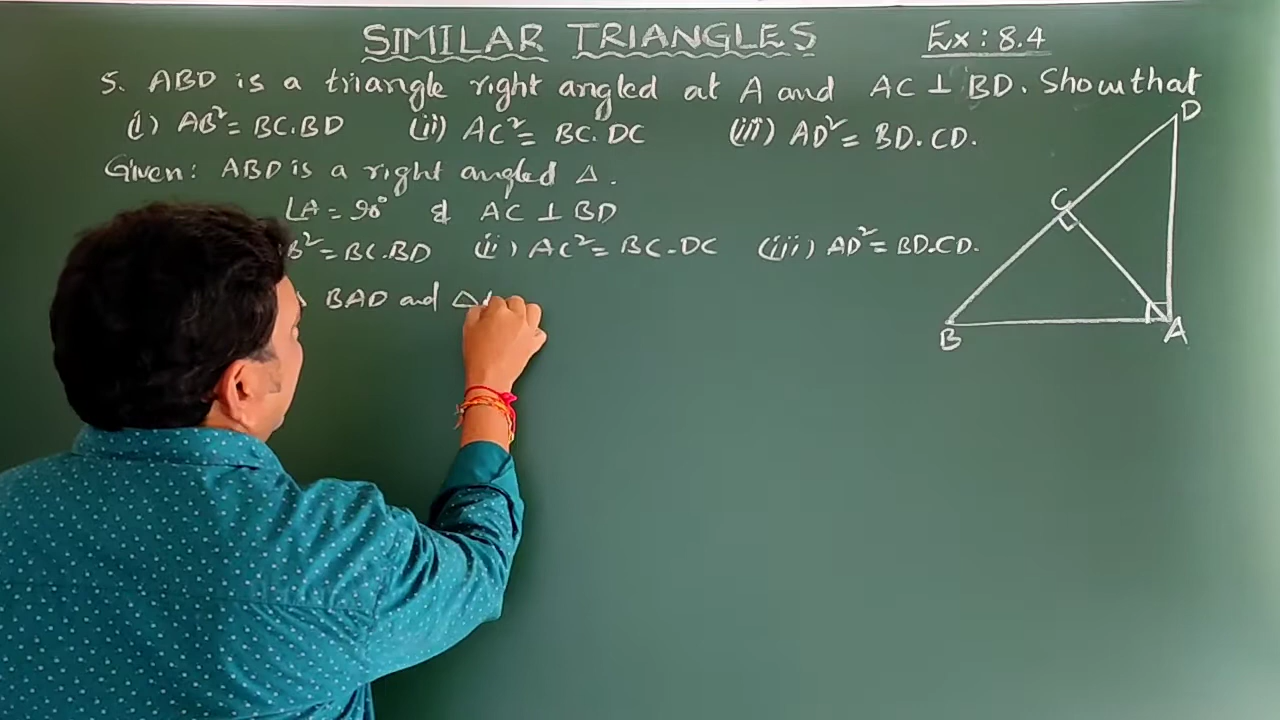 SIMILAR TRIANGLES Ex: 8.4
5. ABD is a triangle right angled at A and AC ⊥ BD. Show that
(i) AB² = BC.BD (ii) AC² = BC.DC (iii) AD² = BD.CD.
Given: ABD is a right angled △.
∠A = 90° & AC ⊥ BD
B² = BC.BD (ii) AC² = BC.DC (iii) AD² = BD.CD.
BAD and △
D
C
B
A